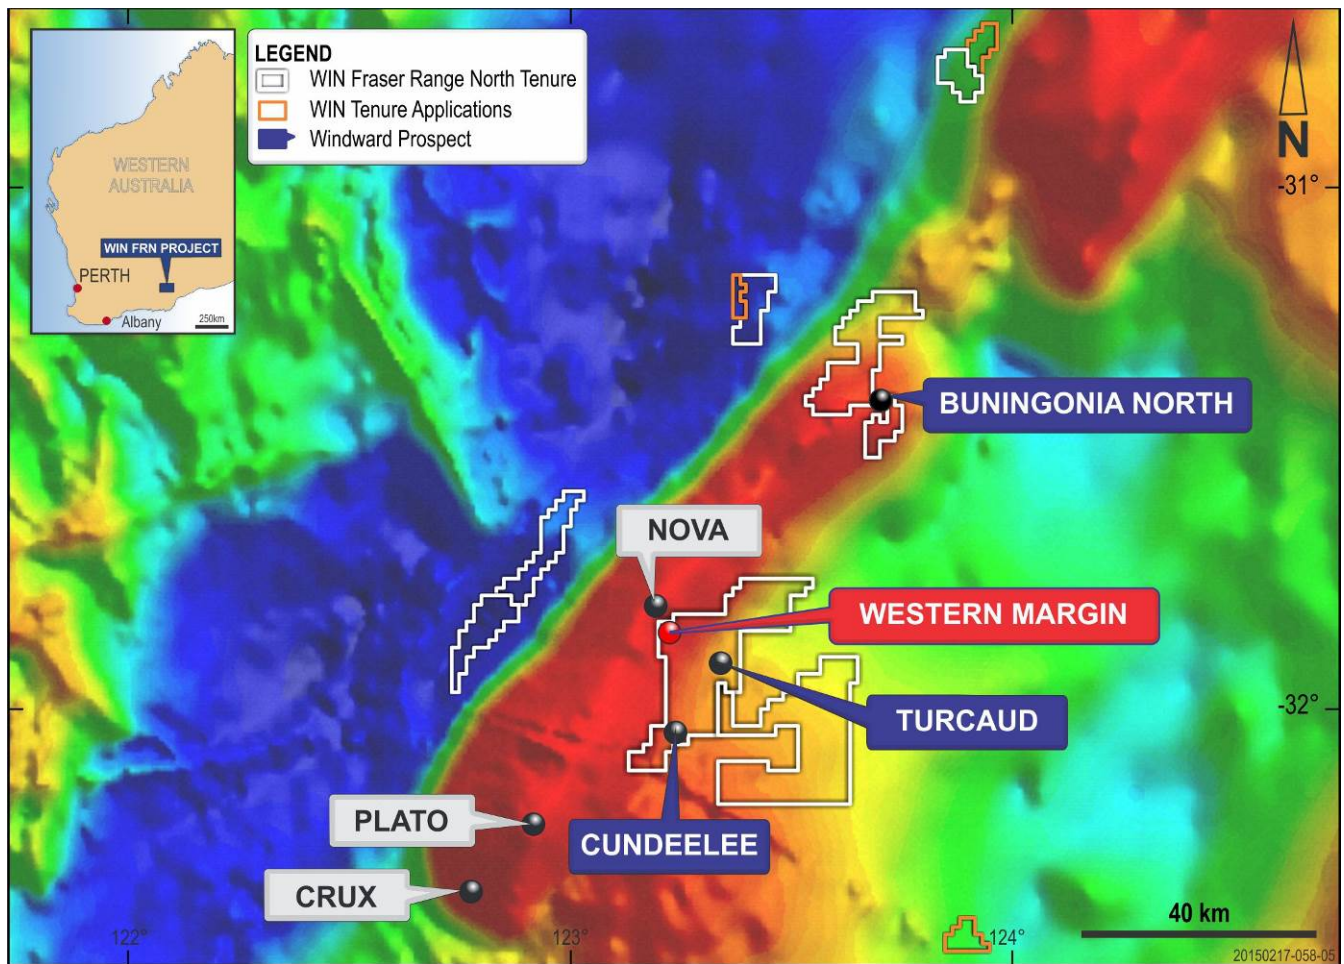 LEGEND
WIN Fraser Range North Tenure
WIN Tenure Applications
Windward Prospect
WESTERN
AUSTRALIA
WIN FRN PROJECT
PERTH
Albany
250km
N
-31°
BUNINGONIA NORTH
NOVA
WESTERN MARGIN
TURCAUD
-32°
PLATO
CUNDEELEE
CRUX
40 km
122°
123°
124°
20150217-058-05